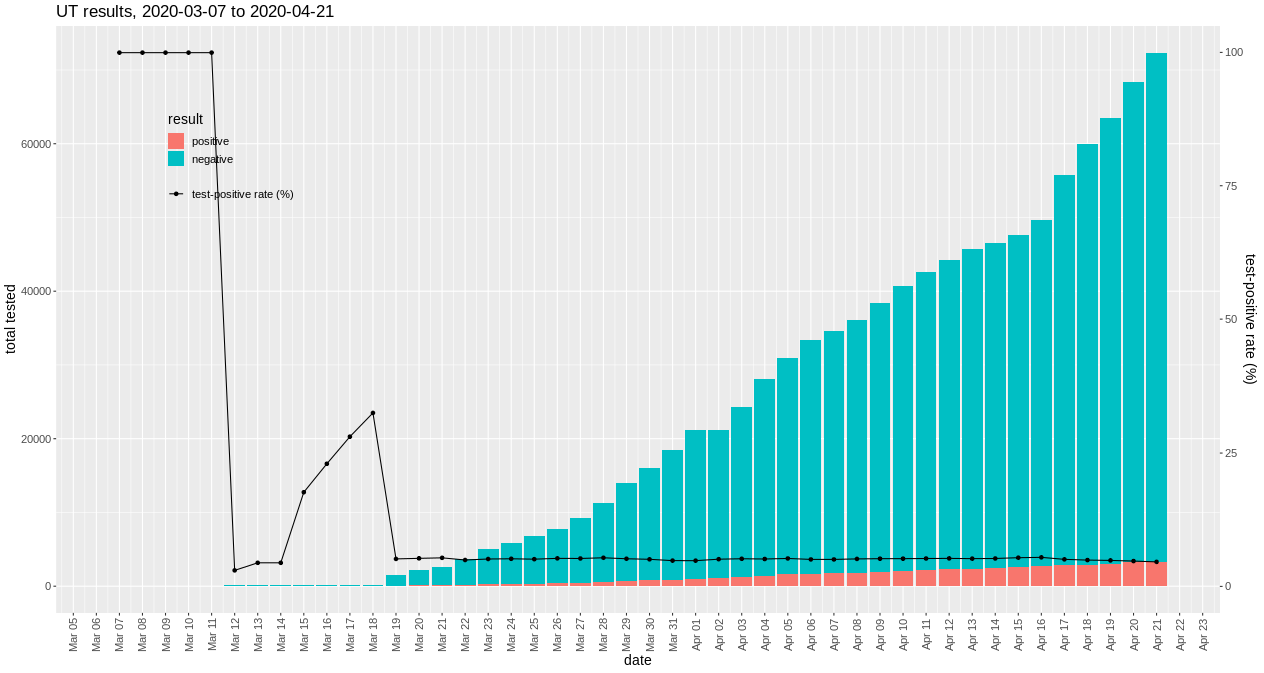 UT results, 2020-03-07 to 2020-04-21
total tested
60000
40000
20000
0
result
positive
negative
test-positive rate (%)
100
75
50
25
0
test-positive rate (%)
Mar 05
Mar 06
Mar 07
Mar 08
Mar 09
Mar 10
Mar 11
Mar 12
Mar 13
Mar 14
Mar 15
Mar 16
Mar 17
Mar 18
Mar 19
Mar 20
Mar 21
Mar 22
Mar 23
Mar 24
Mar 25
Mar 26
Mar 27
Mar 28
Mar 29
Mar 30
Mar 31
Apr 01
Apr 02
Apr 03
Apr 04
Apr 05
Apr 06
Apr 07
Apr 08
Apr 09
Apr 10
Apr 11
Apr 12
Apr 13
Apr 14
Apr 15
Apr 16
Apr 17
Apr 18
Apr 19
Apr 20
Apr 21
Apr 22
Apr 23
date